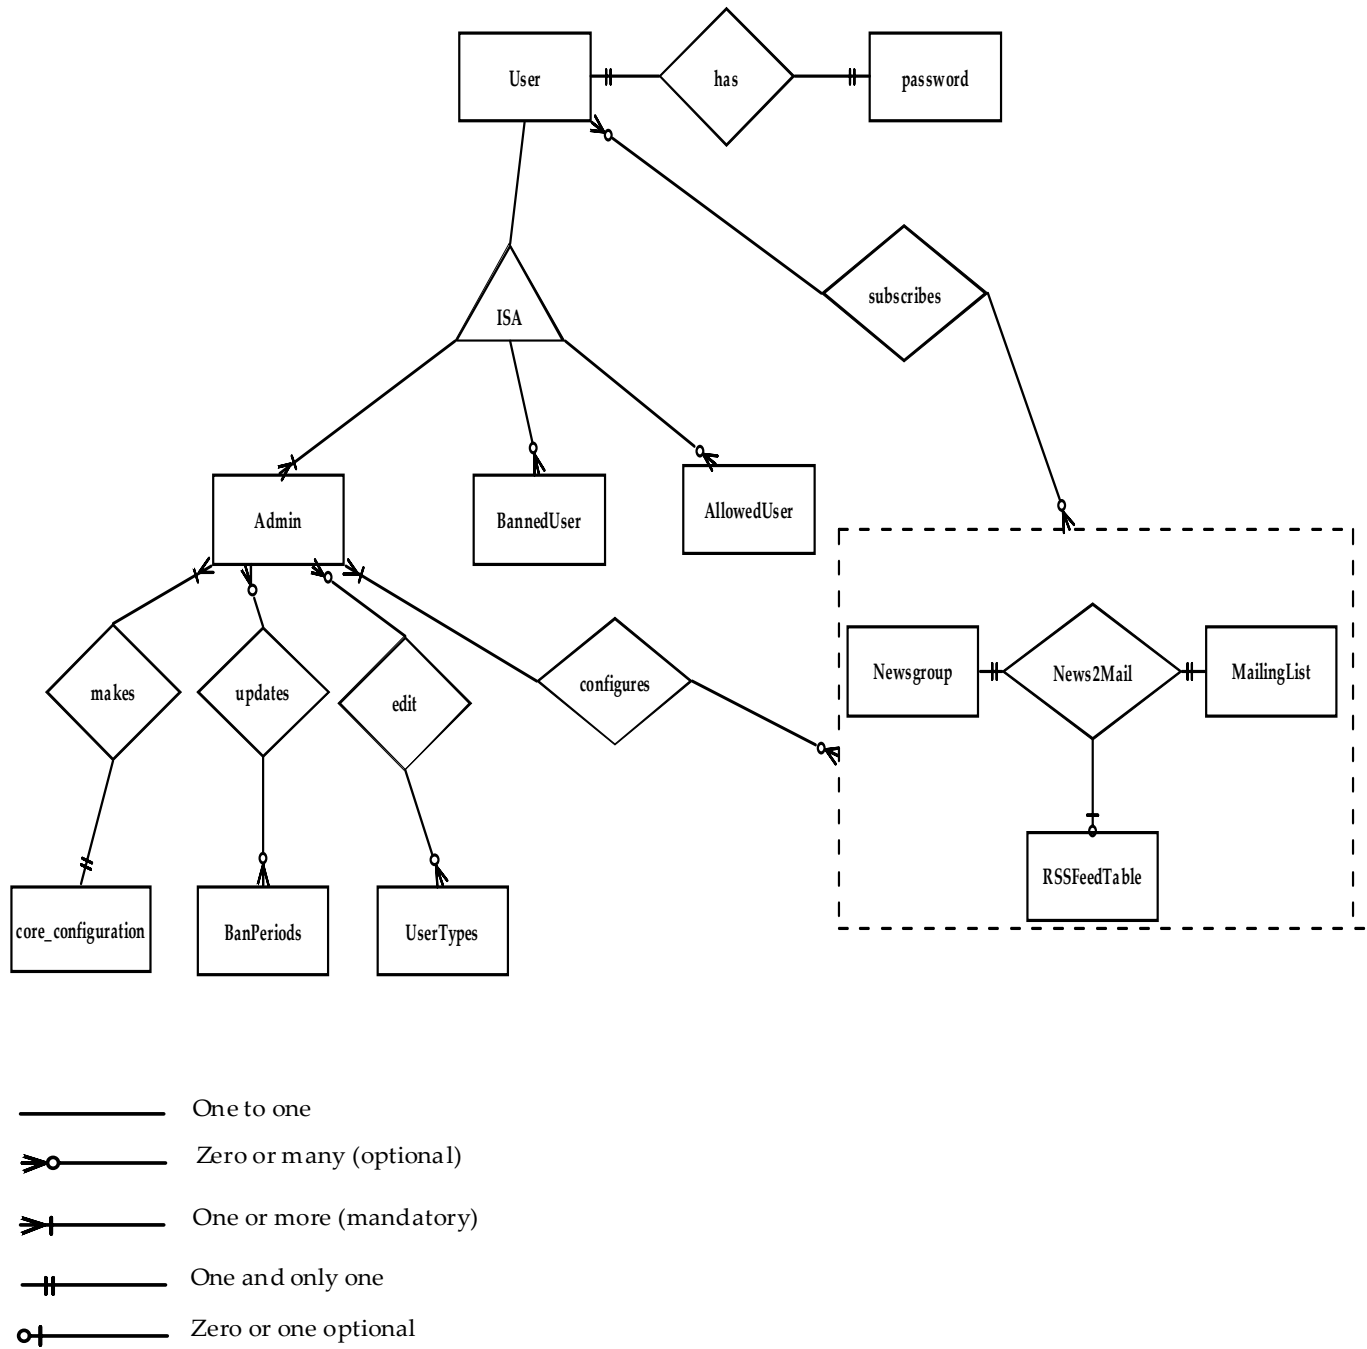 User
has
password
subscribes
ISA
Admin
BannedUser
AllowedUser
makes
updates
edit
configures
Newsgroup
News2Mail
MailingList
RSSFeedTable
core_configuration
BanPeriods
UserTypes
One to one
Zero or many (optional)
One or more (mandatory)
One and only one
Zero or one optional